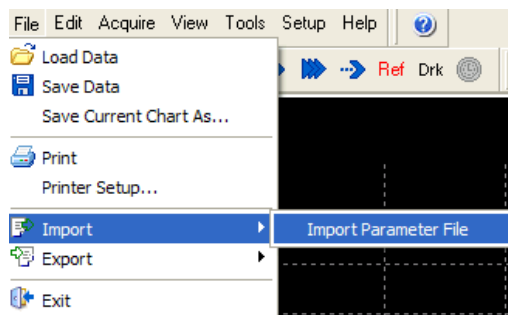 File Edit Acquire View Tools Setup Help
Load Data
Ref Drk
Save Data
Save Current Chart As...
Print
Printer Setup...
Import
Import Parameter File
Export
Exit